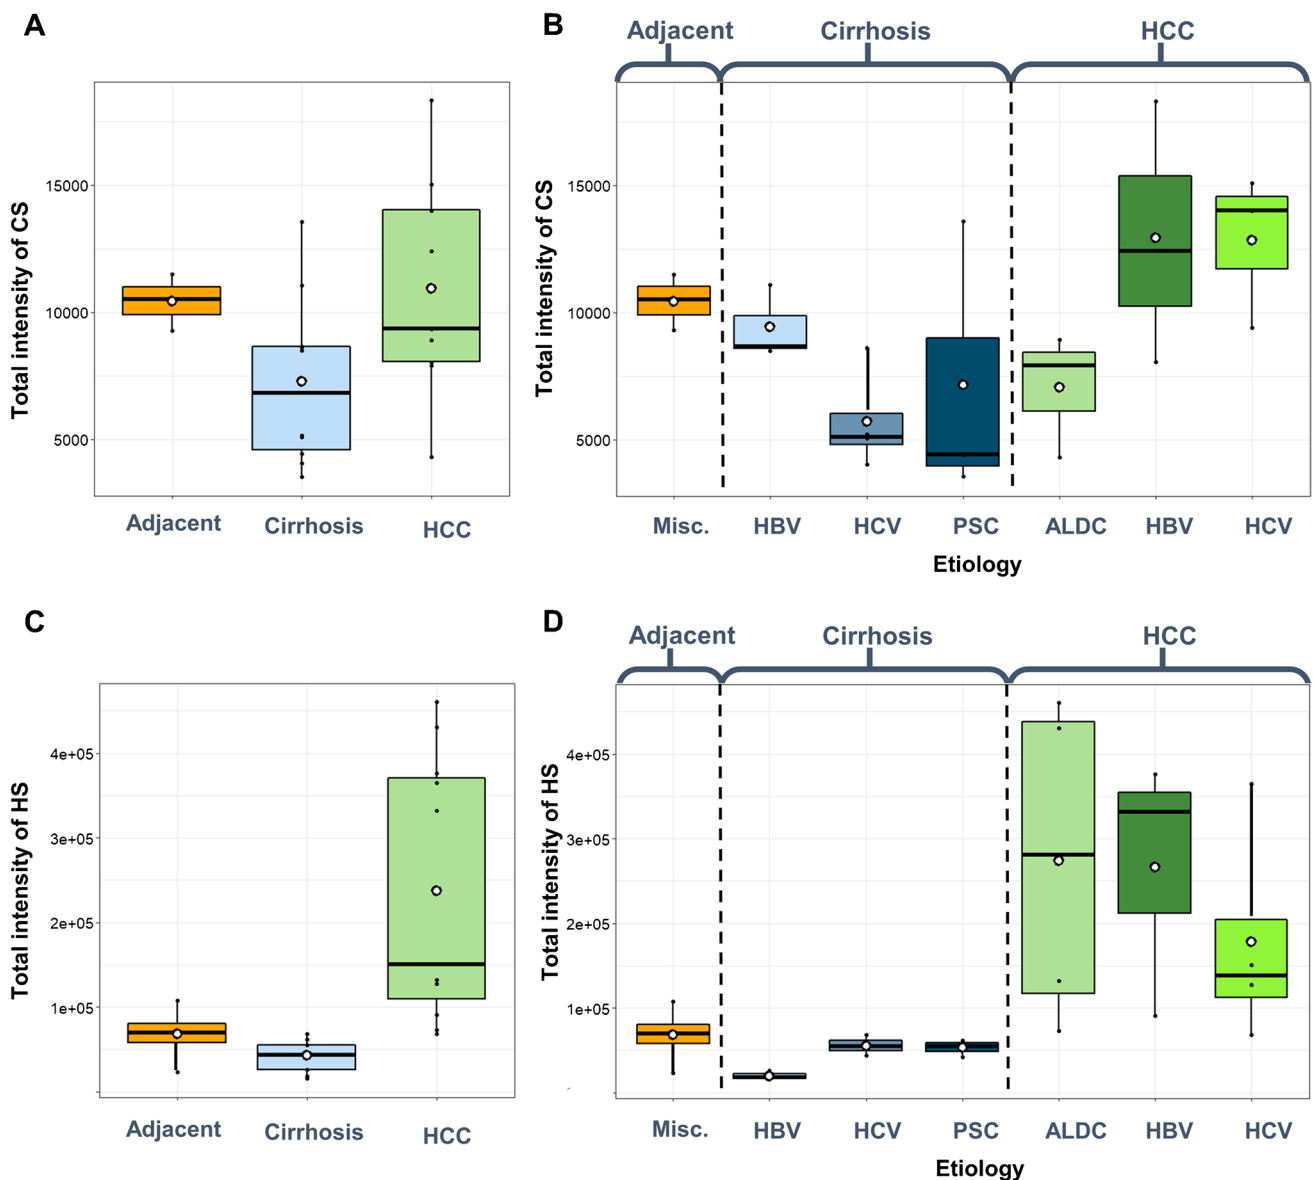 A
Total intensity of CS
15000
10000
5000
Adjacent Cirrhosis HCC
B
Adjacent Cirrhosis HCC
Total intensity of CS
15000
10000
5000
Misc. HBV HCV PSC ALDC HBV HCV
Etiology
C
Total intensity of HS
4e+05
3e+05
2e+05
1e+05
Adjacent Cirrhosis HCC
D
Adjacent Cirrhosis HCC
Total intensity of HS
4e+05
3e+05
2e+05
1e+05
Misc. HBV HCV PSC ALDC HBV HCV
Etiology